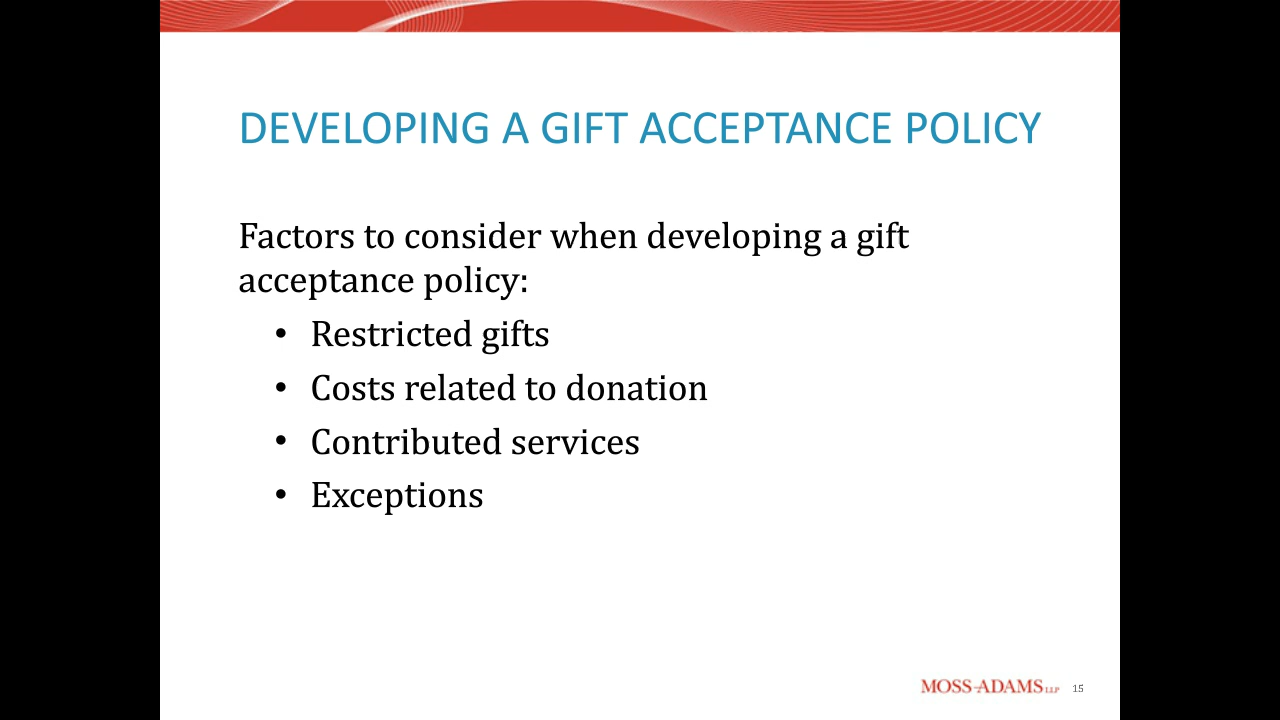 DEVELOPING A GIFT ACCEPTANCE POLICY
Factors to consider when developing a gift
acceptance policy:
• Restricted gifts
• Costs related to donation
• Contributed services
• Exceptions
MOSS-ADAMS LLP 15